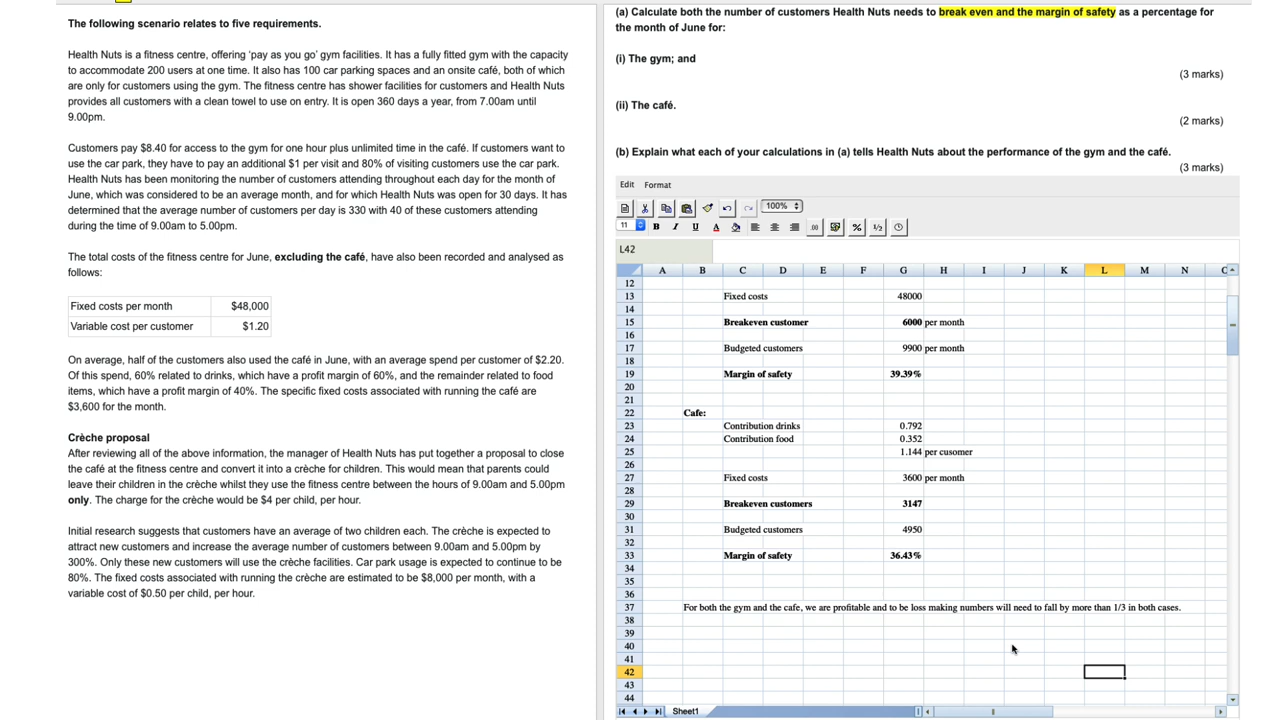 The following scenario relates to five requirements.
Health Nuts is a fitness centre, offering 'pay as you go' gym facilities. It has a fully fitted gym with the capacity
to accommodate 200 users at one time. It also has 100 car parking spaces and an onsite café, both of which
are only for customers using the gym. The fitness centre has shower facilities for customers and Health Nuts
provides all customers with a clean towel to use on entry. It is open 360 days a year, from 7.00am until
9.00pm.
Customers pay $8.40 for access to the gym for one hour plus unlimited time in the café. If customers want to
use the car park, they have to pay an additional $1 per visit and 80% of visiting customers use the car park.
Health Nuts has been monitoring the number of customers attending throughout each day for the month of
June, which was considered to be an average month, and for which Health Nuts was open for 30 days. It has
determined that the average number of customers per day is 330 with 40 of these customers attending
during the time of 9.00am to 5.00pm.
The total costs of the fitness centre for June, excluding the café, have also been recorded and analysed as
follows:
Fixed costs per month $48,000
Variable cost per customer $1.20
On average, half of the customers also used the café in June, with an average spend per customer of $2.20.
Of this spend, 60% related to drinks, which have a profit margin of 60%, and the remainder related to food
items, which have a profit margin of 40%. The specific fixed costs associated with running the café are
$3,600 for the month.
Crèche proposal
After reviewing all of the above information, the manager of Health Nuts has put together a proposal to close
the café at the fitness centre and convert it into a crèche for children. This would mean that parents could
leave their children in the crèche whilst they use the fitness centre between the hours of 9.00am and 5.00pm
only. The charge for the crèche would be $4 per child, per hour.
Initial research suggests that customers have an average of two children each. The crèche is expected to
attract new customers and increase the average number of customers between 9.00am and 5.00pm by
300%. Only these new customers will use the crèche facilities. Car park usage is expected to continue to be
80%. The fixed costs associated with running the crèche are estimated to be $8,000 per month, with a
variable cost of $0.50 per child, per hour.
(a) Calculate both the number of customers Health Nuts needs to break even and the margin of safety as a percentage for
the month of June for:
(i) The gym; and
(3 marks)
(ii) The café.
(2 marks)
(b) Explain what each of your calculations in (a) tells Health Nuts about the performance of the gym and the café.
(3 marks)
Edit Format
100%
11 B I U A .00 % ½
L42
A B C D E F G H I J K L M N
12
13 Fixed costs 48000
14
15 Breakeven customer 6000 per month
16
17 Budgeted customers 9900 per month
18
19 Margin of safety 39.39%
20
21
22 Cafe:
23 Contribution drinks 0.792
24 Contribution food 0.352
25 1.144 per cusomer
26
27 Fixed costs 3600 per month
28
29 Breakeven customers 3147
30
31 Budgeted customers 4950
32
33 Margin of safety 36.43%
34
35
36
37 For both the gym and the cafe, we are profitable and to be loss making numbers will need to fall by more than 1/3 in both cases.
38
39
40
41
42
43
44
Sheet1